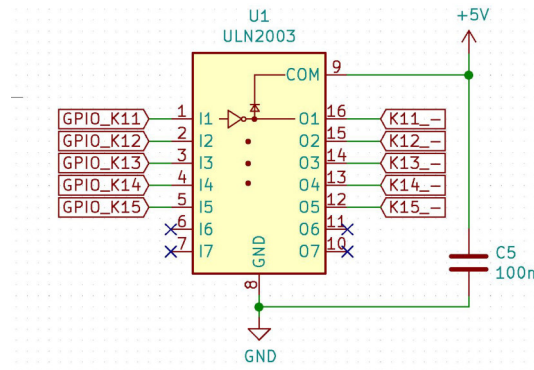 U1
ULN2003
+5V
COM 9
GPIO_K11 1 I1 O1 16 K11_-
GPIO_K12 2 I2 O2 15 K12_-
GPIO_K13 3 I3 O3 14 K13_-
GPIO_K14 4 I4 O4 13 K14_-
GPIO_K15 5 I5 O5 12 K15_-
6 I6 O6 11
7 I7 O7 10
GND
8
C5
100n
GND